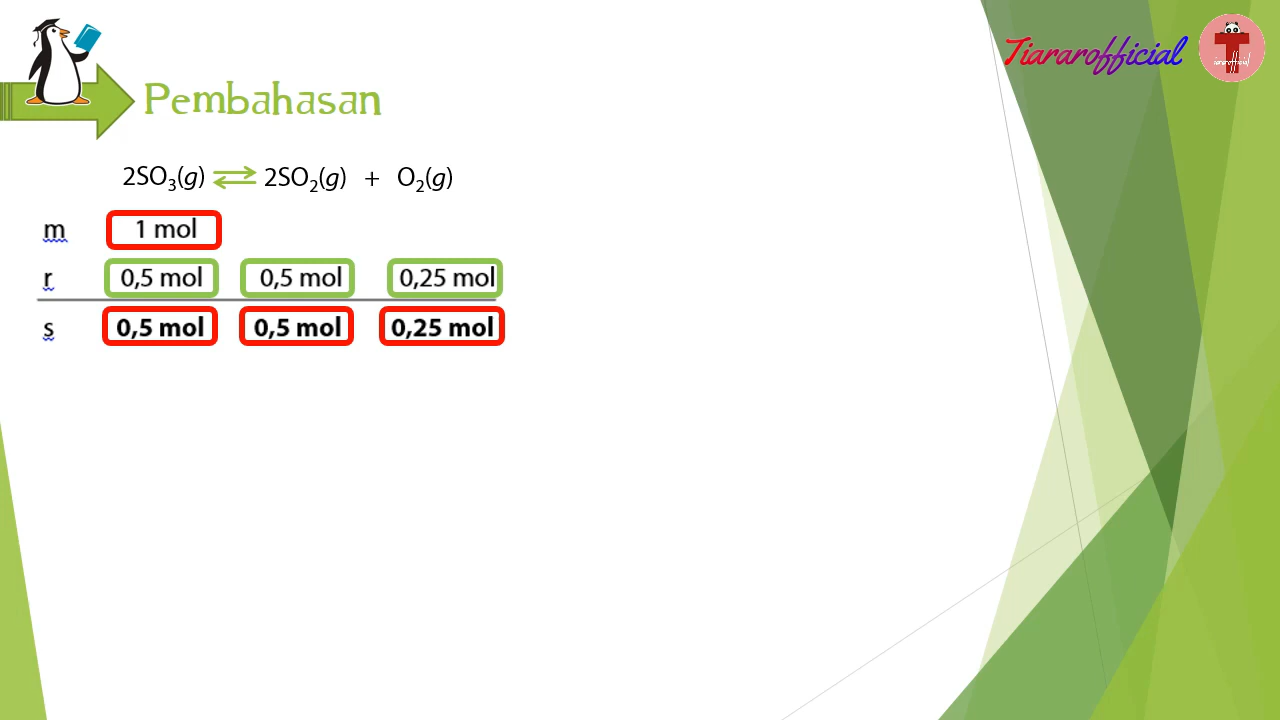 Tiararofficial
T
tiararofficial
Pembahasan
2SO₃(g) ⇌ 2SO₂(g) + O₂(g)
m 1 mol
r 0,5 mol 0,5 mol 0,25 mol
s 0,5 mol 0,5 mol 0,25 mol